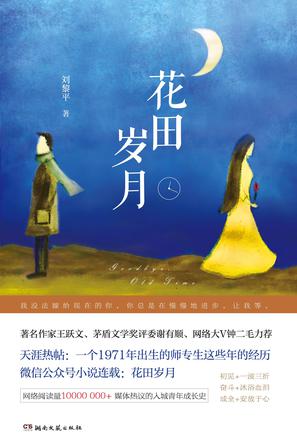 花田
岁月
刘黎平 著
Goodbye,
Old Time
我没法嫁给现在的你，你总是在慢慢地进步，让我等。
著名作家王跃文、茅盾文学奖评委谢有顺、网络大V钟二毛力荐
天涯热帖：一个1971年出生的师专生这些年的经历
微信公众号小说连载：花田岁月
网络阅读量10000 000+ 媒体热议的入城青年成长史
初见+一波三折
奋斗+沐浴血泪
成全+安放于心
湖南文艺出版社